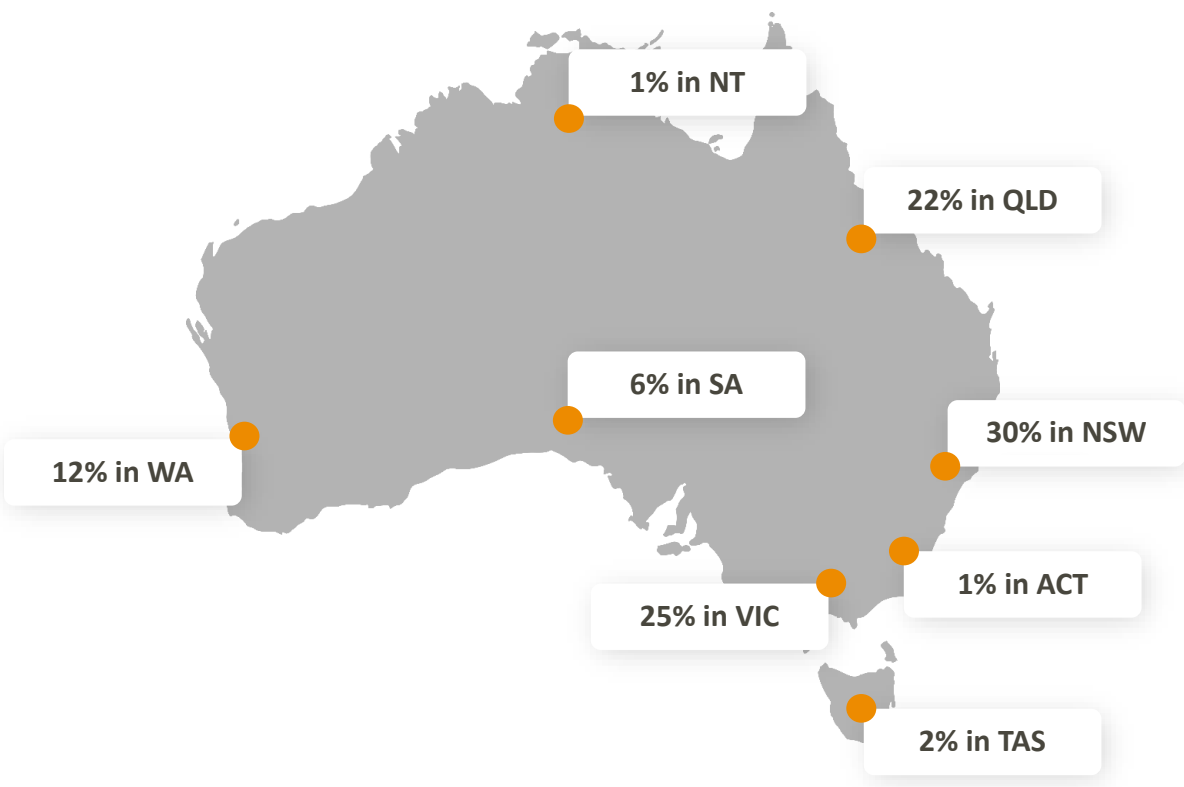 1% in NT
22% in QLD
6% in SA
30% in NSW
12% in WA
1% in ACT
25% in VIC
2% in TAS